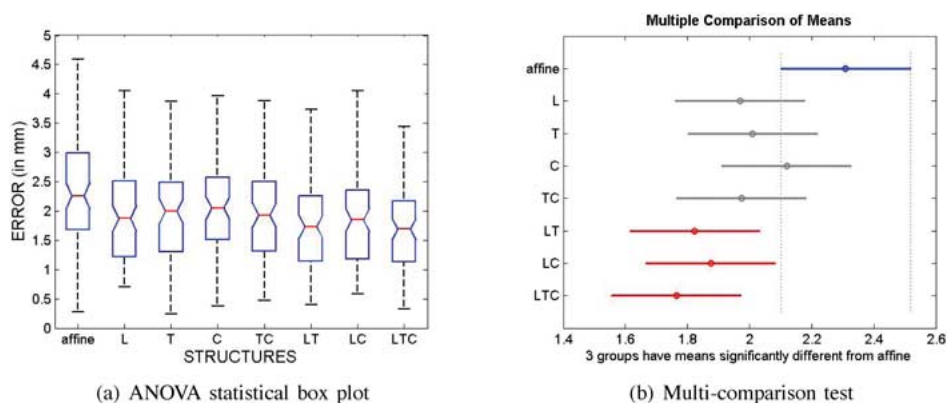 5
4.5
4
3.5
3
2.5
2
1.5
1
0.5
0
ERROR (in mm)
affine L T C TC LT LC LTC
STRUCTURES
(a) ANOVA statistical box plot
Multiple Comparison of Means
affine
L
T
C
TC
LT
LC
LTC
1.4 1.6 1.8 2 2.2 2.4 2.6
3 groups have means significantly different from affine
(b) Multi-comparison test